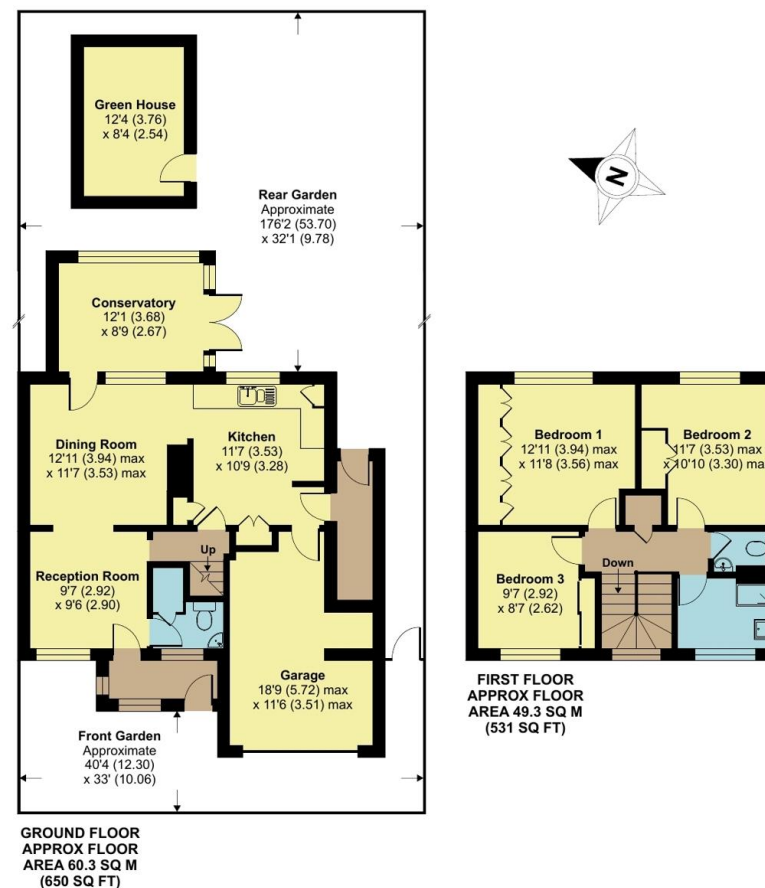 Green House
12'4 (3.76)
x 8'4 (2.54)
Rear Garden
Approximate
176'2 (53.70)
x 32'1 (9.78)
N
Conservatory
12'1 (3.68)
x 8'9 (2.67)
Dining Room
12'11 (3.94) max
x 11'7 (3.53) max
Kitchen
11'7 (3.53)
x 10'9 (3.28)
Up
Reception Room
9'7 (2.92)
x 9'6 (2.90)
Garage
18'9 (5.72) max
x 11'6 (3.51) max
Front Garden
Approximate
40'4 (12.30)
x 33' (10.06)
GROUND FLOOR
APPROX FLOOR
AREA 60.3 SQ M
(650 SQ FT)
Bedroom 1
12'11 (3.94) max
x 11'8 (3.56) max
Bedroom 2
11'7 (3.53) max
x 10'10 (3.30) max
Down
Bedroom 3
9'7 (2.92)
x 8'7 (2.62)
FIRST FLOOR
APPROX FLOOR
AREA 49.3 SQ M
(531 SQ FT)